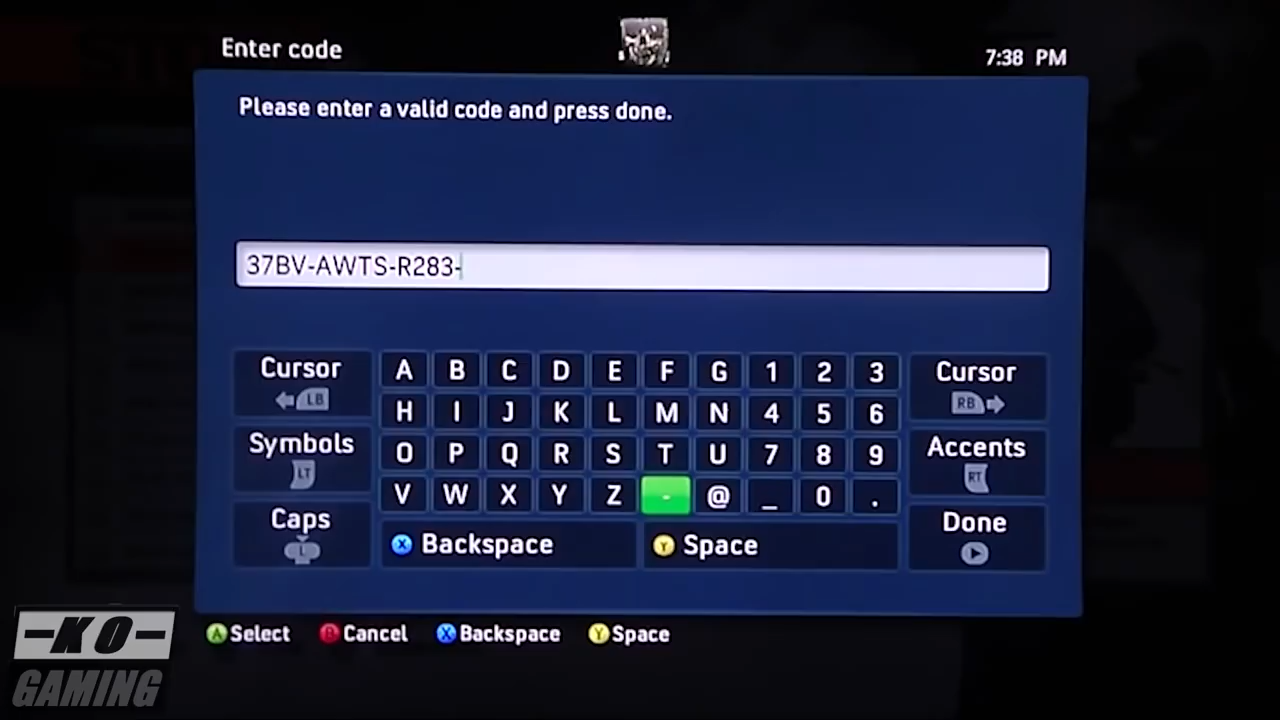 Enter code
7:38 PM
Please enter a valid code and press done.
37BV-AWTS-R283-
Cursor
LB
A B C D E F G 1 2 3
Cursor
RB
H I J K L M N 4 5 6
Symbols
LT
O P Q R S T U 7 8 9
Accents
RT
V W X Y Z - @ _ 0 .
Caps
L
X Backspace
Y Space
Done
A Select B Cancel X Backspace Y Space
-KO-
GAMING